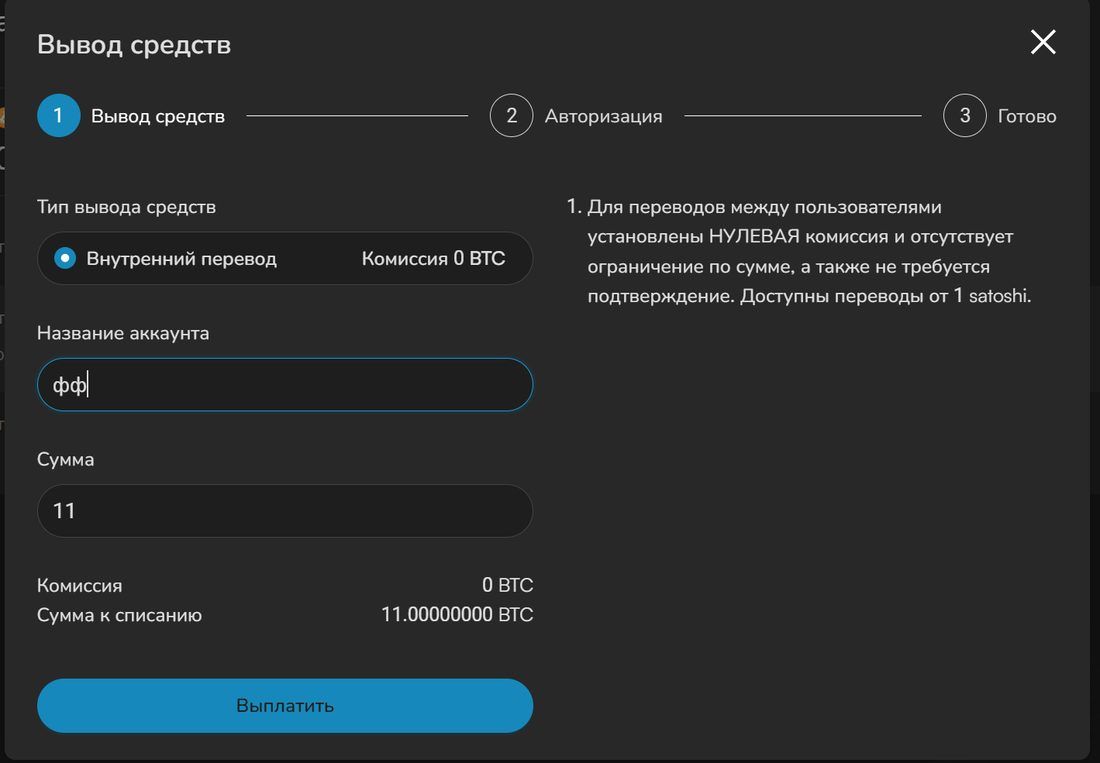 Вывод средств
1 Вывод средств
2 Авторизация
3 Готово
Тип вывода средств
Внутренний перевод Комиссия 0 BTC
Название аккаунта
фф
Сумма
11
Комиссия 0 BTC
Сумма к списанию 11.00000000 BTC
Выплатить
1. Для переводов между пользователями
установлены НУЛЕВАЯ комиссия и отсутствует
ограничение по сумме, а также не требуется
подтверждение. Доступны переводы от 1 satoshi.